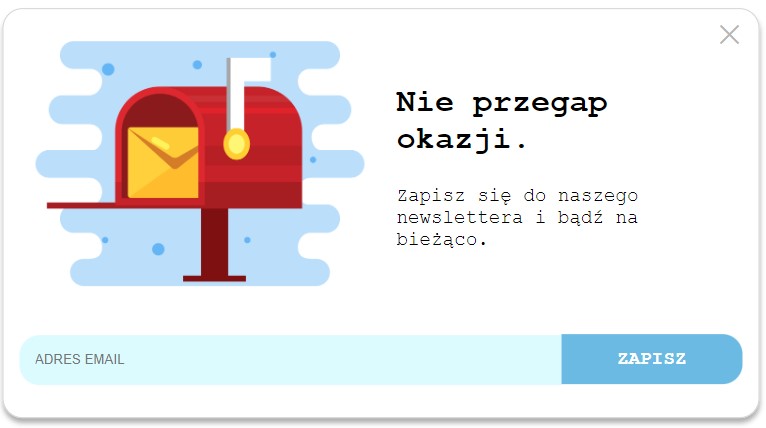 Nie przegap
okazji.
Zapisz się do naszego
newslettera i bądź na
bieżąco.
ADRES EMAIL
ZAPISZ